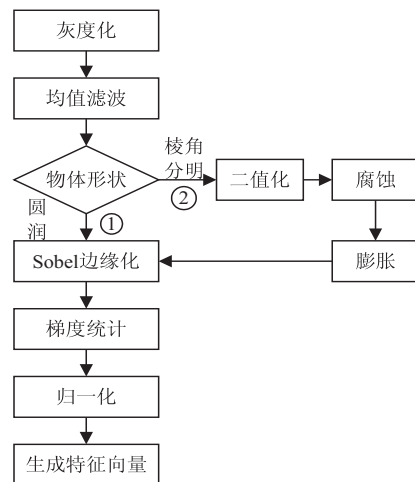 灰度化
均值滤波
物体形状
棱角
分明
②
二值化
腐蚀
圆
润
①
Sobel边缘化
膨胀
梯度统计
归一化
生成特征向量